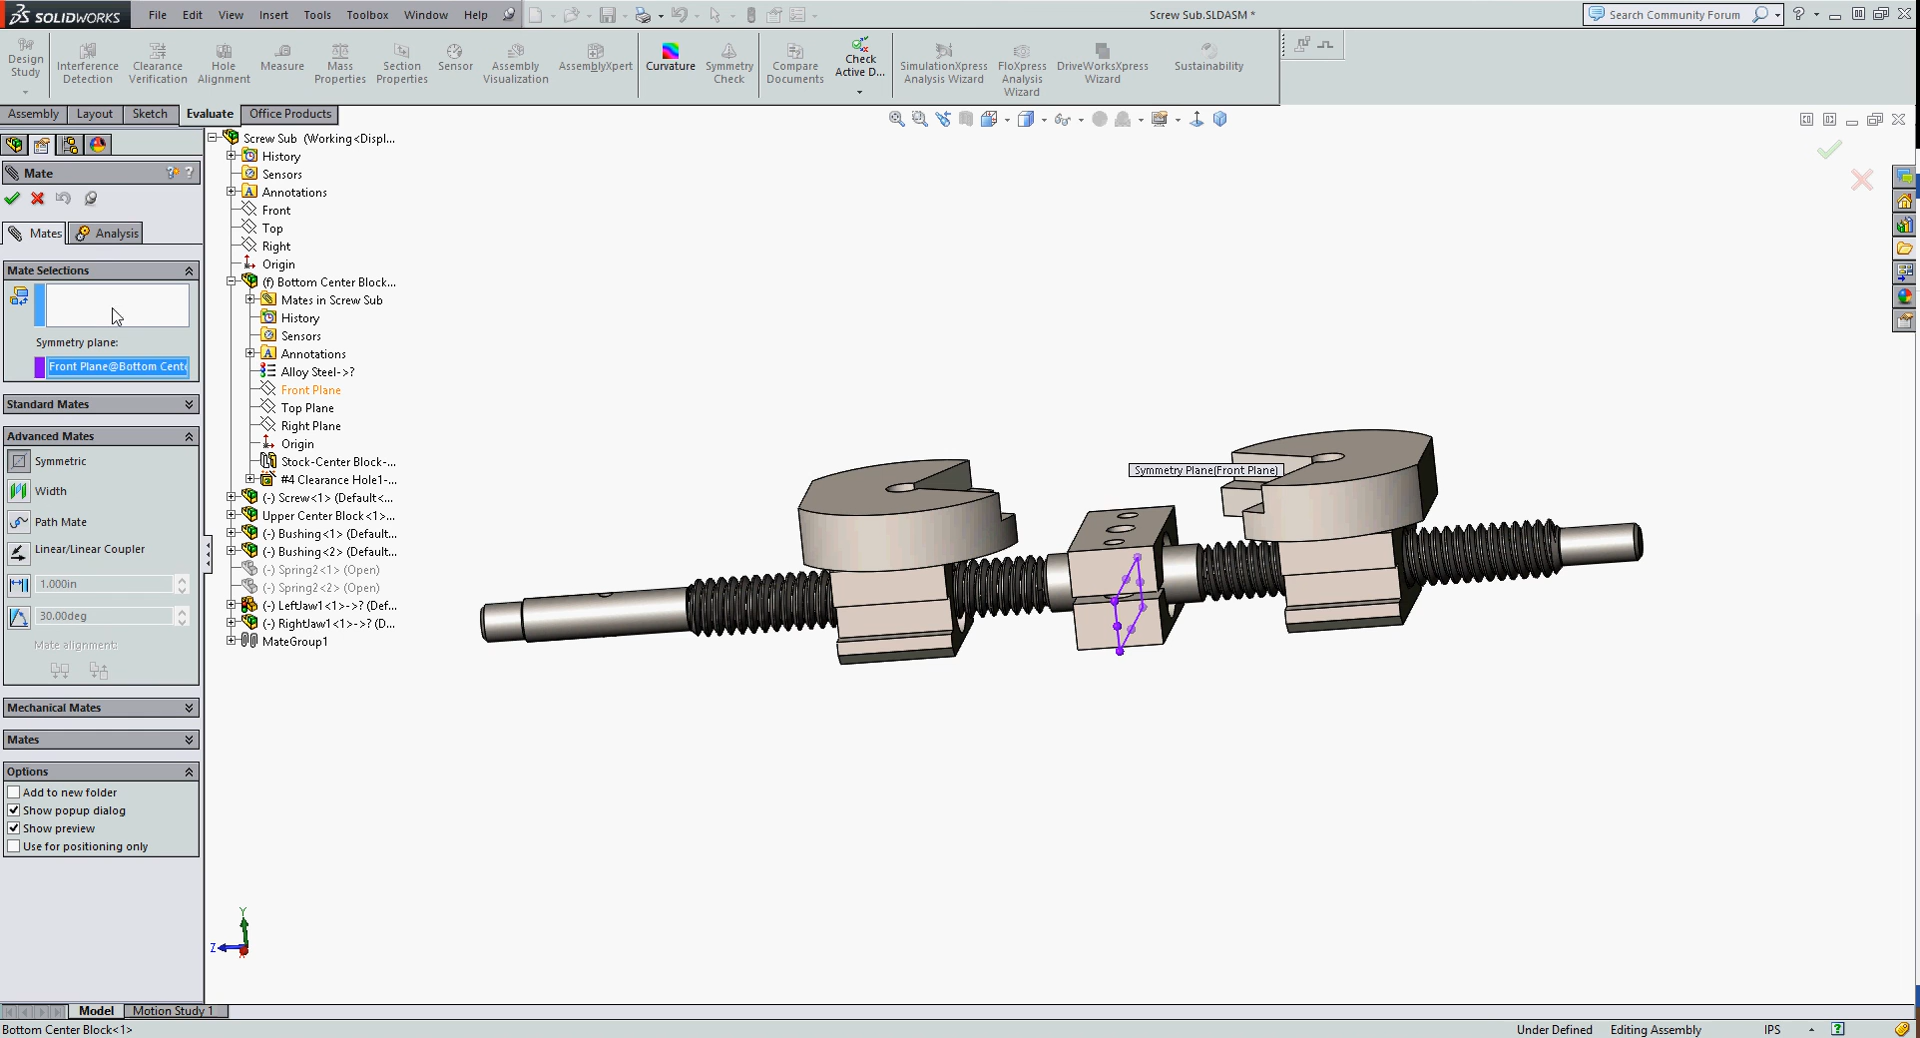 SOLIDWORKS
File Edit View Insert Tools Toolbox Window Help
Screw Sub.SLDASM *
Search Community Forum
Design Study
Interference Detection
Clearance Verification
Hole Alignment
Measure
Mass Properties
Section Properties
Sensor
Assembly Visualization
AssemblyXpert
Curvature
Symmetry Check
Compare Documents
Check Active D...
SimulationXpress Analysis Wizard
FloXpress Analysis Wizard
DriveWorksXpress Wizard
Sustainability
Assembly Layout Sketch Evaluate Office Products
Mate
Mates Analysis
Mate Selections
Symmetry plane:
Front Plane@Bottom Cente
Standard Mates
Advanced Mates
Symmetric
Width
Path Mate
Linear/Linear Coupler
1.000in
30.00deg
Mate alignment:
Mechanical Mates
Mates
Options
Add to new folder
Show popup dialog
Show preview
Use for positioning only
Screw Sub (Working<Displ...
History
Sensors
Annotations
Front
Top
Right
Origin
(f) Bottom Center Block...
Mates in Screw Sub
History
Sensors
Annotations
Alloy Steel->?
Front Plane
Top Plane
Right Plane
Origin
Stock-Center Block-...
#4 Clearance Hole1-...
(-) Screw<1> (Default<...
Upper Center Block<1>...
(-) Bushing<1> (Default...
(-) Bushing<2> (Default...
(-) Spring2<1> (Open)
(-) Spring2<2> (Open)
(-) LeftJaw1<1>->? (Def...
(-) RightJaw1<1>->? (D...
MateGroup1
Symmetry Plane(Front Plane)
Y
Z
Model Motion Study 1
Bottom Center Block<1>
Under Defined Editing Assembly IPS